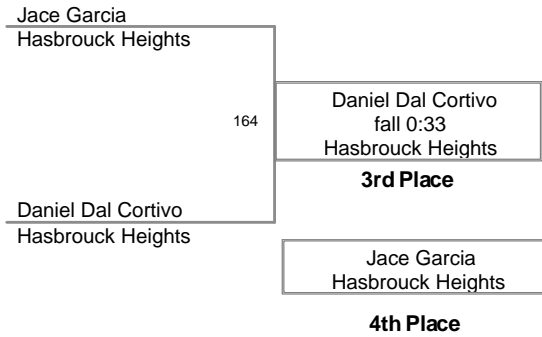 Jace Garcia
Hasbrouck Heights
164
Daniel Dal Cortivo
fall 0:33
Hasbrouck Heights
3rd Place
Daniel Dal Cortivo
Hasbrouck Heights
Jace Garcia
Hasbrouck Heights
4th Place